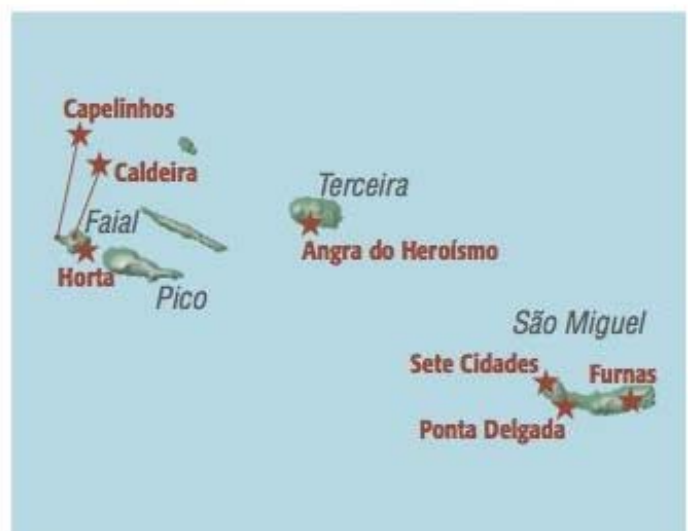 Capelinhos
Caldeira
Faial
Horta
Pico
Terceira
Angra do Heroísmo
São Miguel
Sete Cidades
Furnas
Ponta Delgada